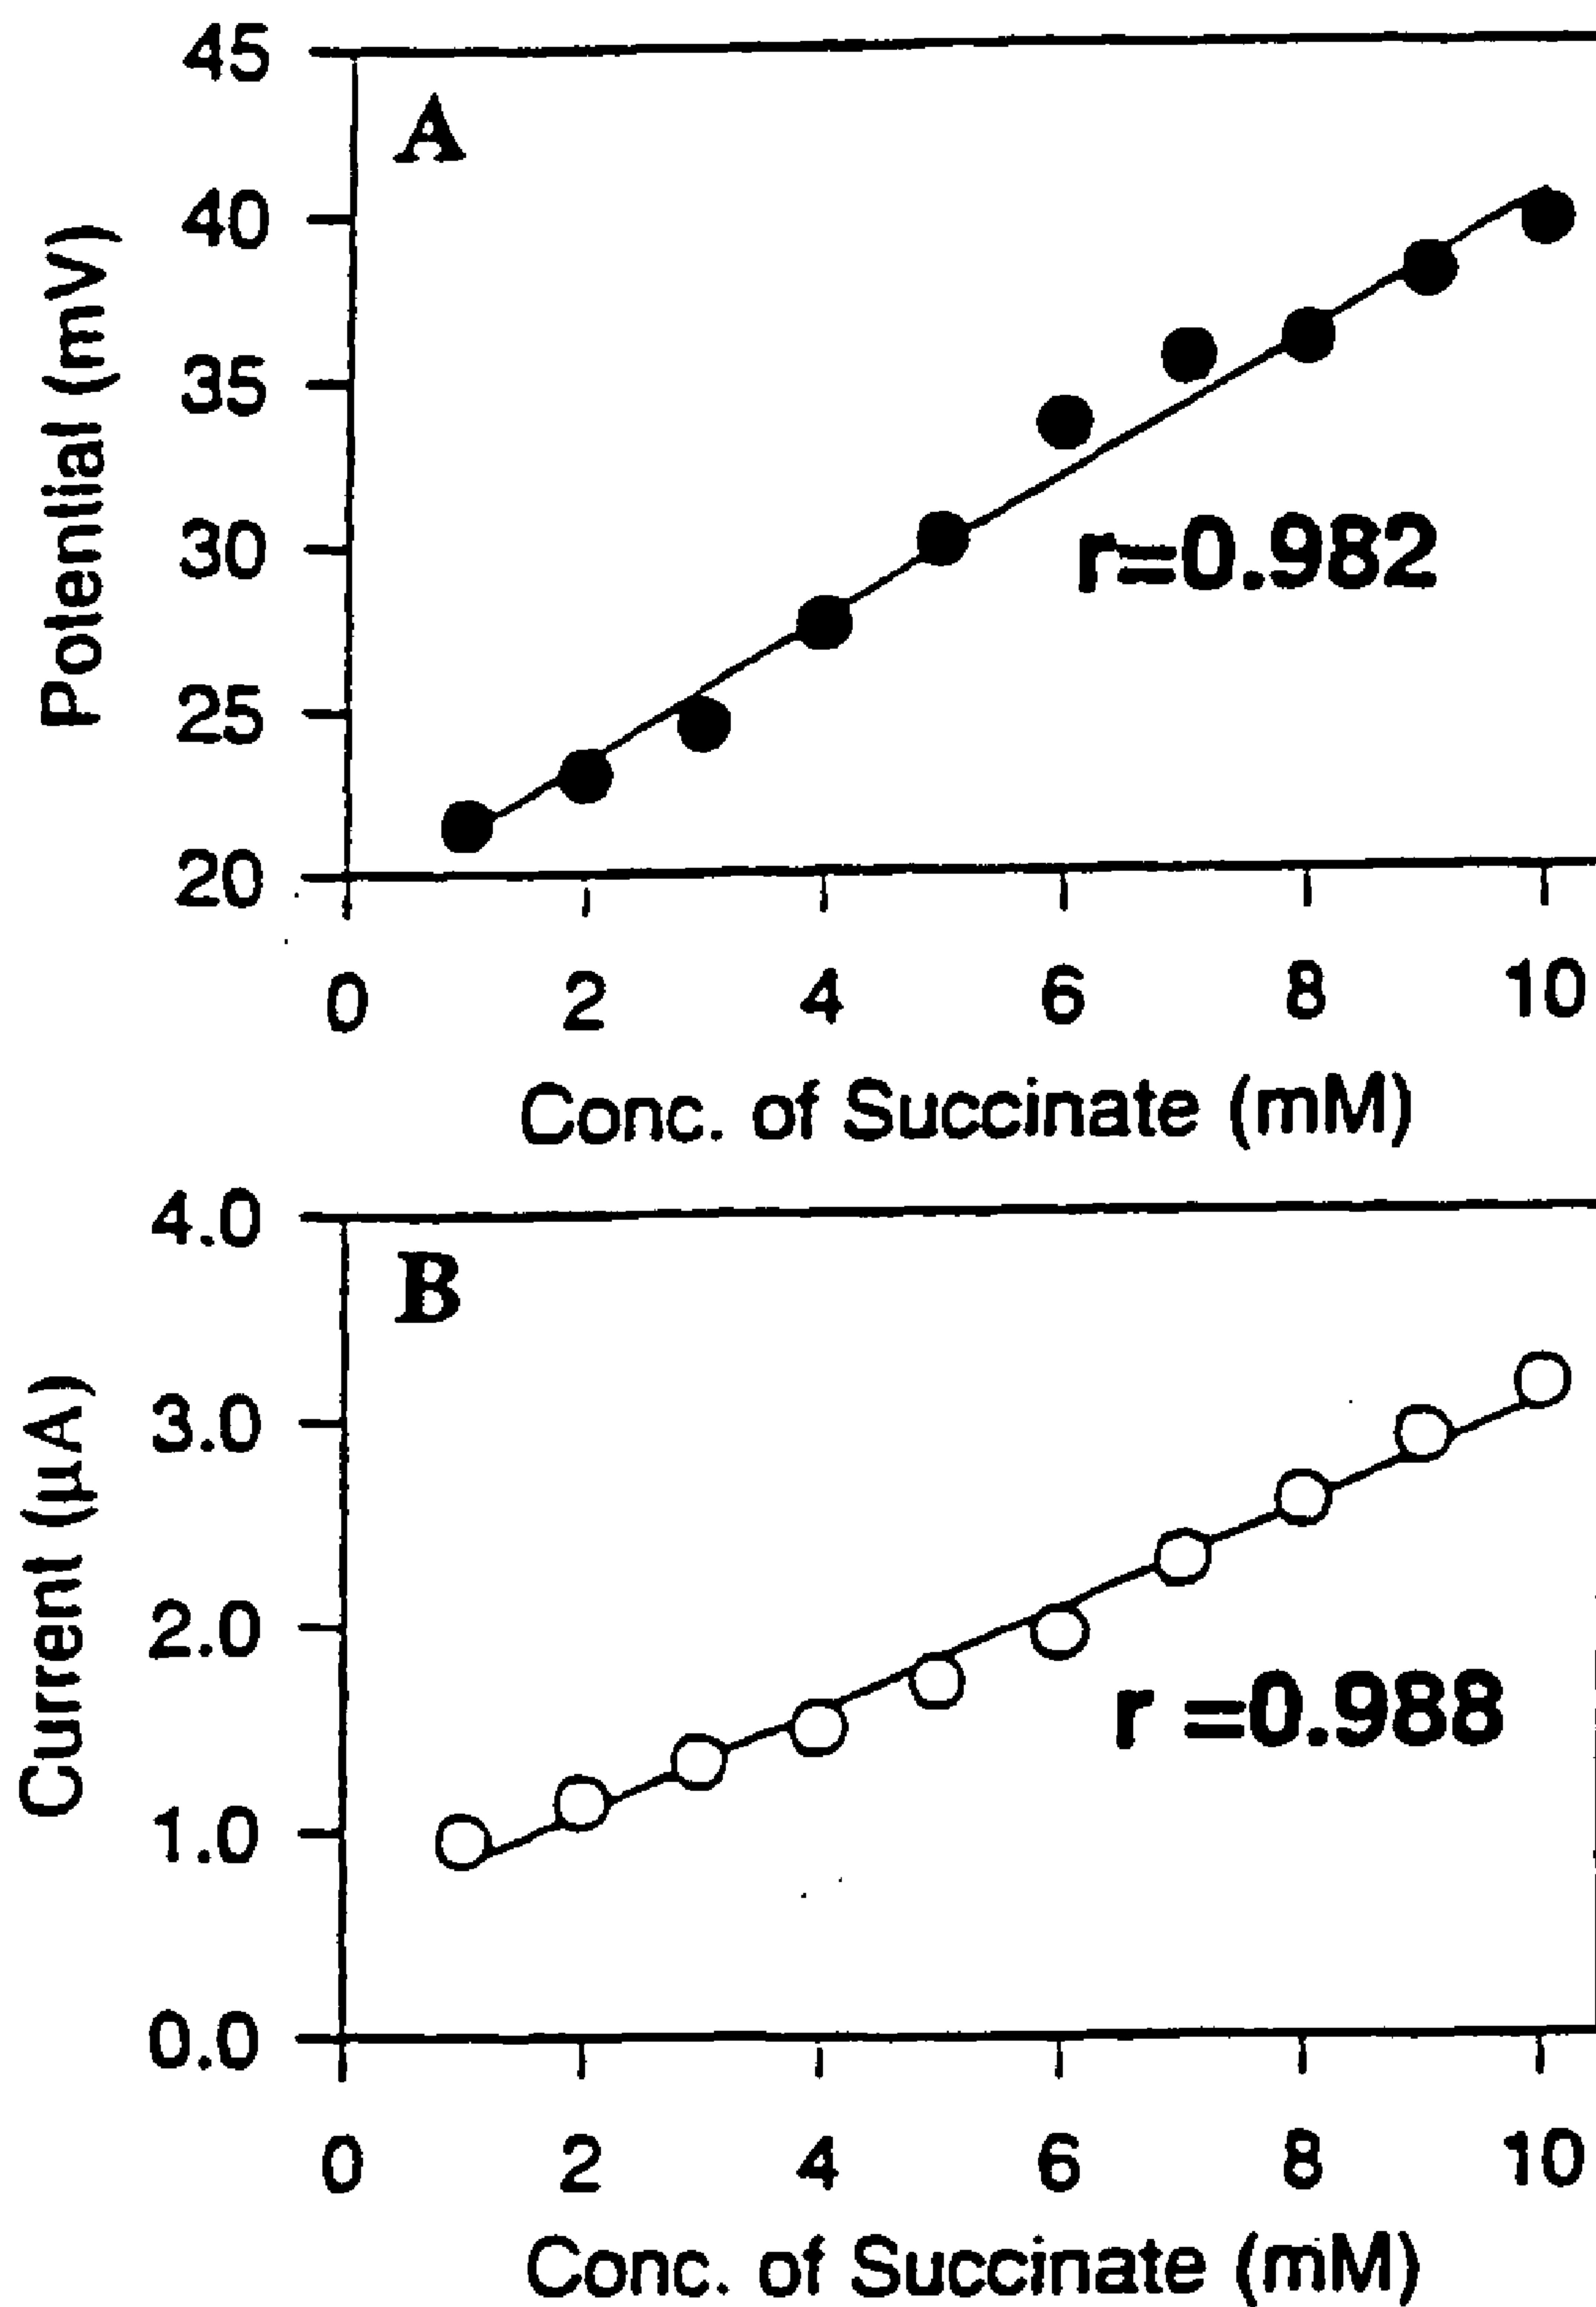 45
A
40
35
30
25
20
Potential (mV)
r=0.982
0 2 4 6 8 10
Conc. of Succinate (mM)
4.0
B
3.0
2.0
1.0
0.0
Current (µA)
r =0.988
0 2 4 6 8 10
Conc. of Succinate (mM)